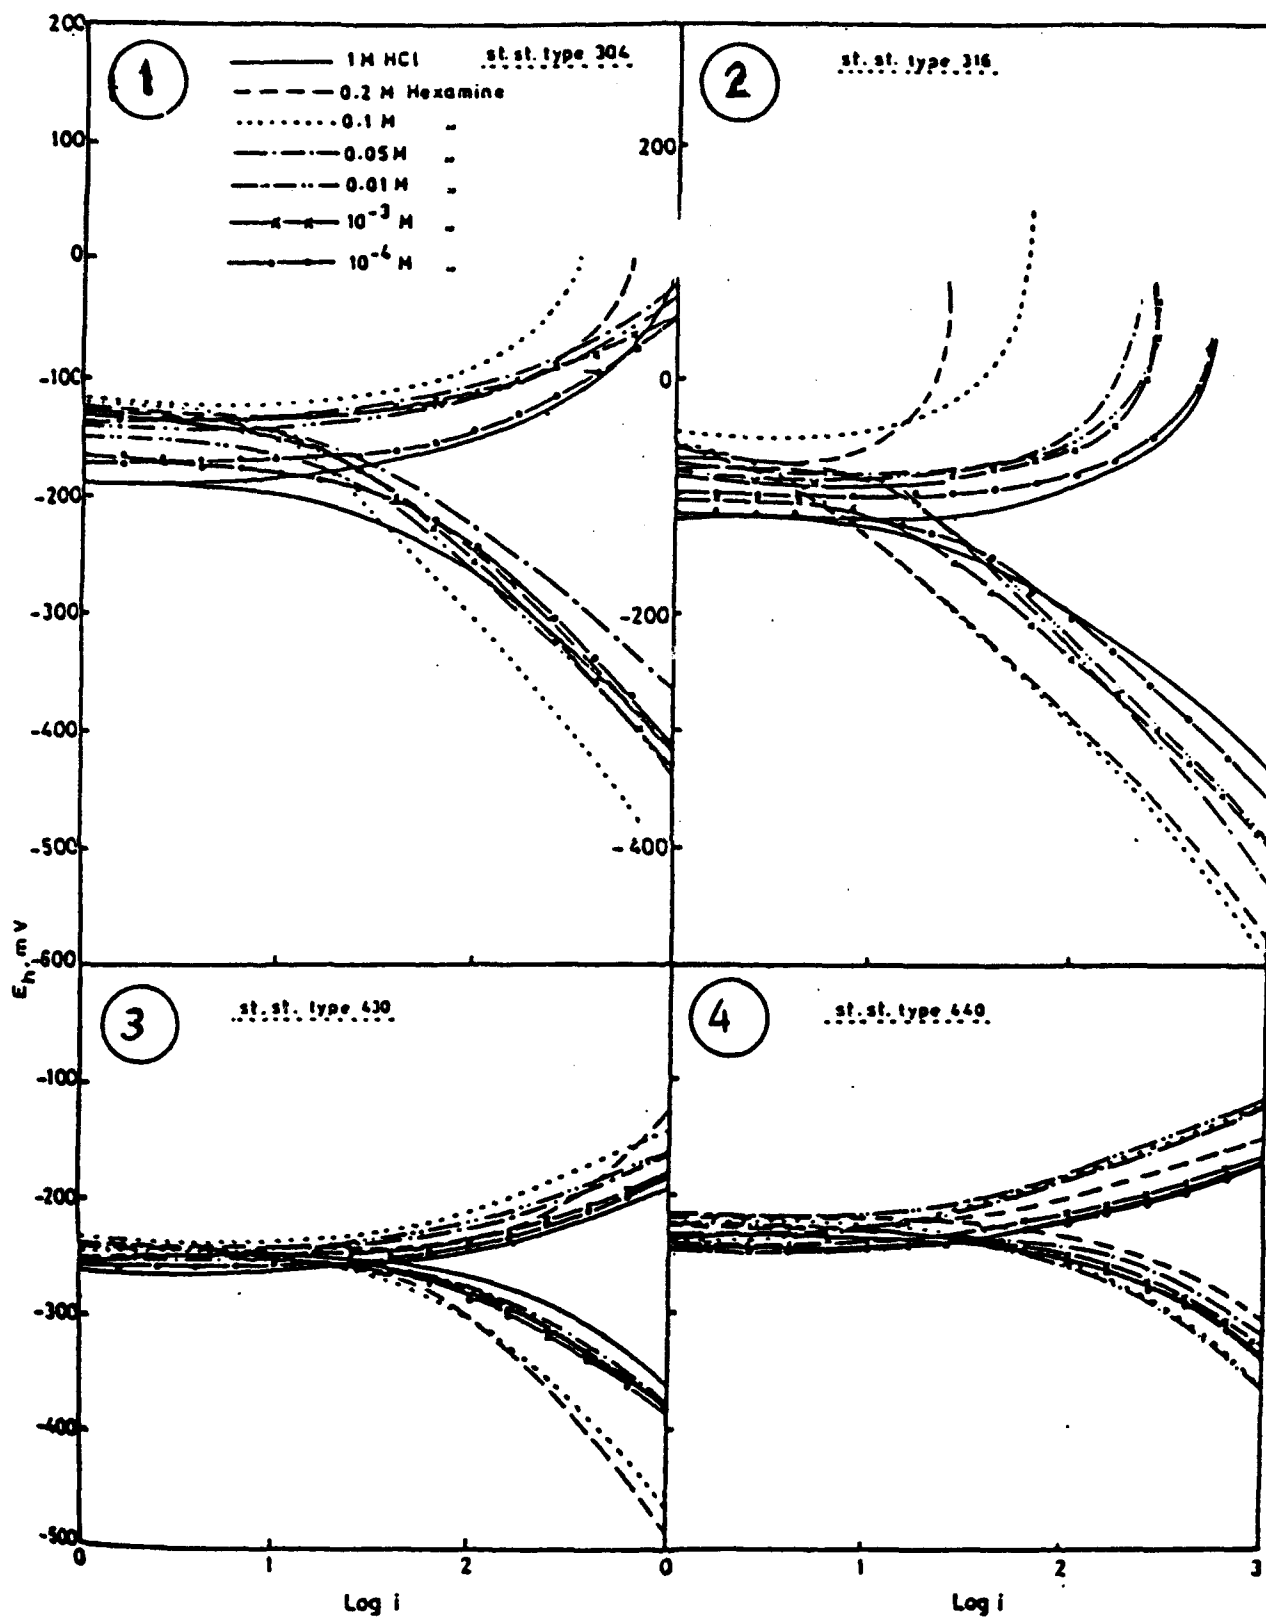 200
1
1M HCl
st. st. type 304
0.2 M Hexamine
0.1 M "
0.05 M "
0.01 M "
10⁻³ M "
10⁻⁴ M "
100
0
-100
-200
-300
-400
-500
-600
2
st. st. type 316
200
0
-200
-400
E_h, mV
3
st. st. type 430
-100
-200
-300
-400
-500
0 1 2 0
Log i
4
st. st. type 440
1 2 3
Log i